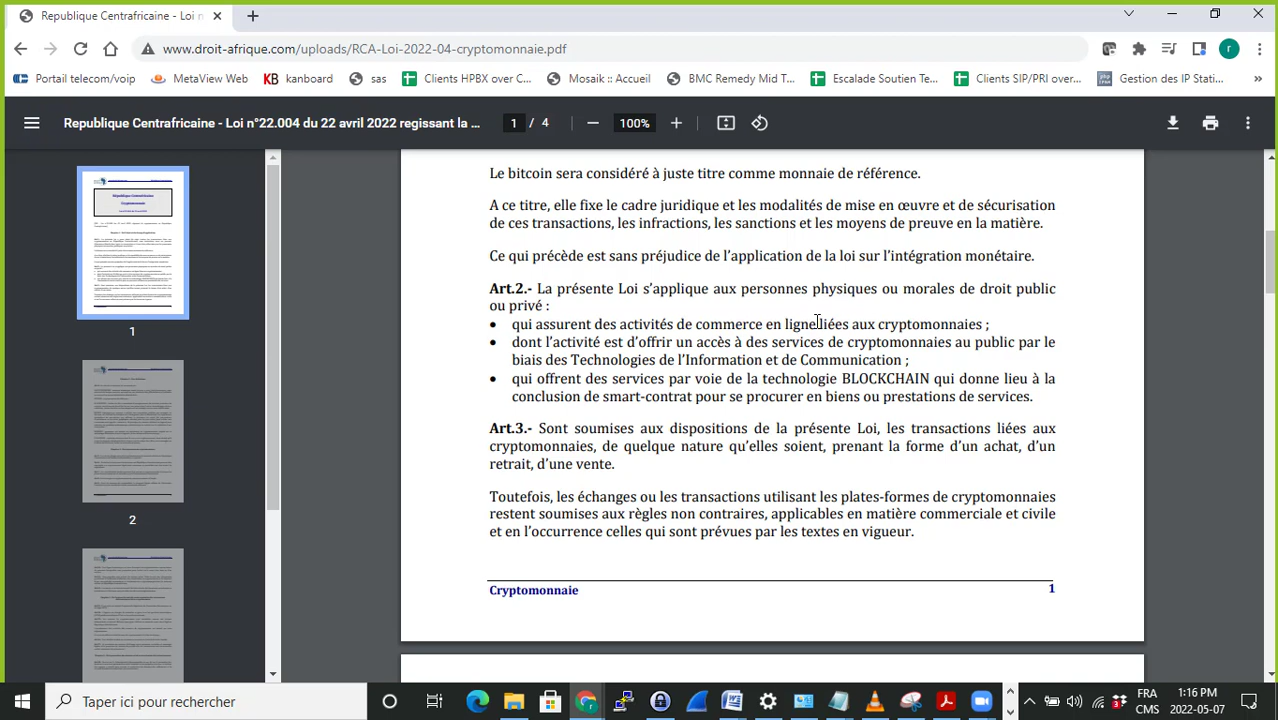 Republique Centrafricaine - Loi n
www.droit-afrique.com/uploads/RCA-Loi-2022-04-cryptomonnaie.pdf
r
Portail telecom/voip MetaView Web KB kanboard sas Clients HPBX over C... Mosaik :: Accueil BMC Remedy Mid T... Escalade Soutien Te... Clients SIP/PRI over... Gestion des IP Stati... »
Republique Centrafricaine - Loi n°22.004 du 22 avril 2022 regissant la ... 1 / 4 100%
Le bitcoin sera considéré à juste titre comme monnaie de référence.
A ce titre, elle fixe le cadre juridique et les modalités de mise en œuvre et de sécurisation
de ces transactions, les infractions, les sanctions et les moyens de preuve en la matière.
Ce qui précède est sans préjudice de l'application de la loi sur l'intégration monétaire.
Art.2.- La présente Loi s'applique aux personnes physiques ou morales de droit public
ou privé :
• qui assurent des activités de commerce en ligne liées aux cryptomonnaies ;
• dont l'activité est d'offrir un accès à des services de cryptomonnaies au public par le
biais des Technologies de l'Information et de Communication ;
• qui offrent des services par voie de la technologie BLOCKCHAIN qui donne lieu à la
conclusion de smart-contrat pour se procurer en biens ou prestations de services.
Art.3.- Sont soumises aux dispositions de la présente Loi, les transactions liées aux
cryptomonnaies, de quelque nature qu'elles soient, prenant la forme d'un achat, d'un
retrait, d'une vente.
Toutefois, les échanges ou les transactions utilisant les plates-formes de cryptomonnaies
restent soumises aux règles non contraires, applicables en matière commerciale et civile
et en l'occurrence celles qui sont prévues par les textes en vigueur.
Cryptomonnaie 1
1
2
Taper ici pour rechercher
FRA 1:16 PM
CMS 2022-05-07